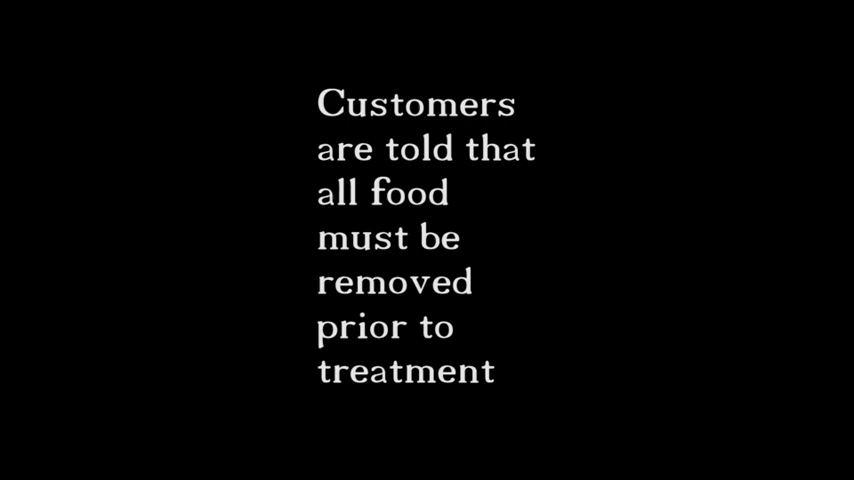 Customers
are told that
all food
must be
removed
prior to
treatment